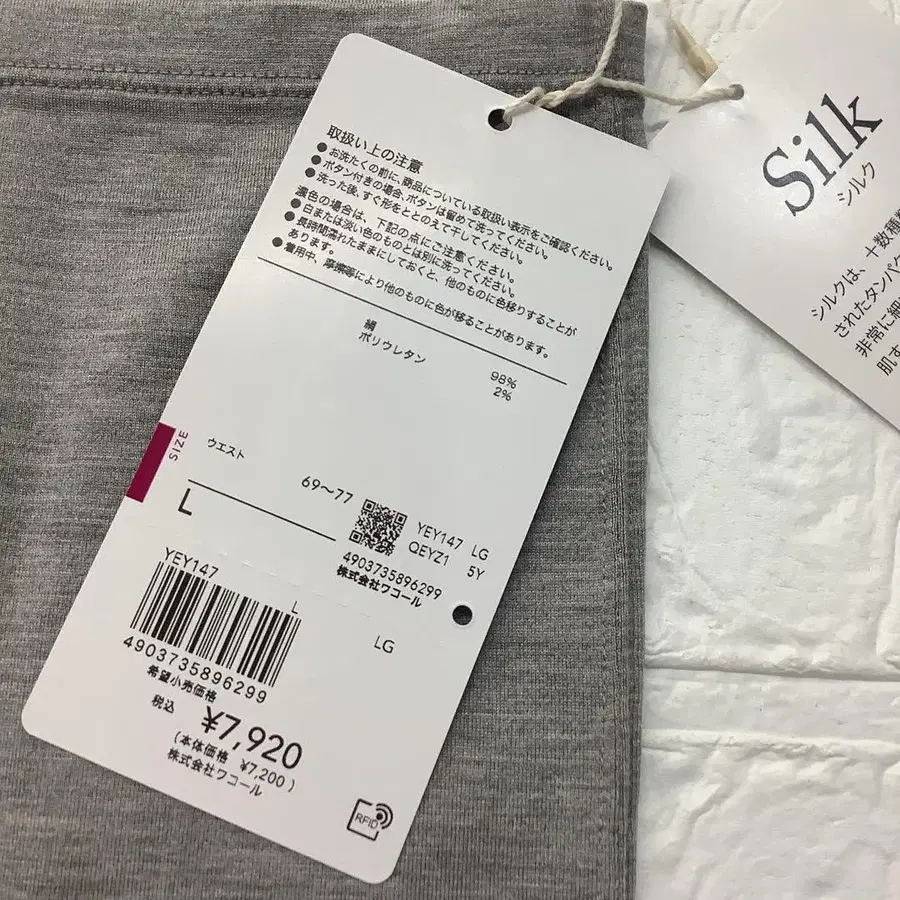 取扱い上の注意
●お洗たくの前に、商品についている取扱い表示をご確認ください。
●ボタン付きの場合、ボタンは留めて洗ってください。
●洗った後、すぐ形をととのえて干してください。
濃色の場合は、下記の点にご注意ください。
●白または淡い色のものとは別に洗ってください。
●長時間濡れたままにしておくと、他のものに色移りすることが
あります。
●着用中、摩擦等により他のものに色が移ることがあります。
絹 98%
ポリウレタン 2%
SIZE
ウエスト
69～77
L
YEY147 LG
QEYZ1 5Y
4903735896299
株式会社ワコール
YEY147
L
LG
4903735896299
希望小売価格
税込 ¥7,920
(本体価格 ¥7,200)
株式会社ワコール
RFID
Silk
シルク
シルクは、十数種
されたタンパク
非常に細
肌す